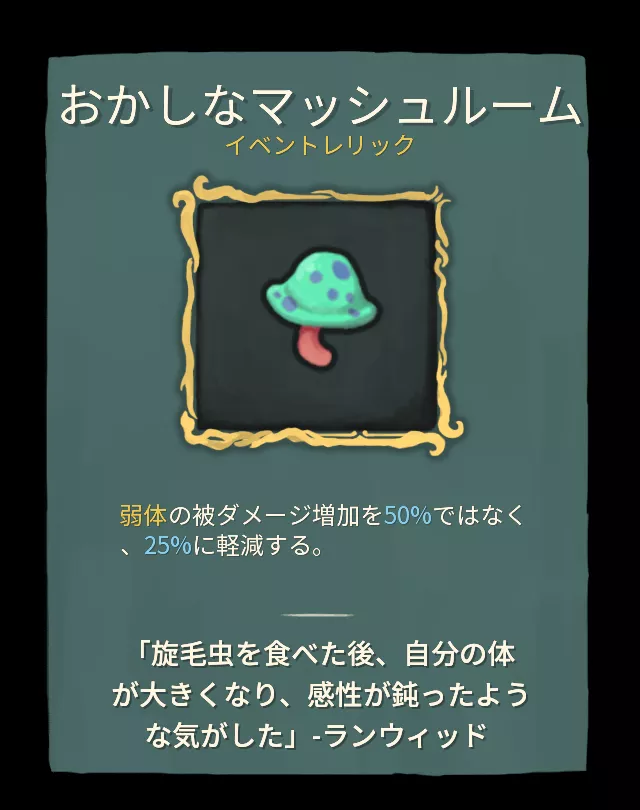 おかしなマッシュルーム
イベントレリック
弱体の被ダメージ増加を50%ではなく
、25%に軽減する。
「旋毛虫を食べた後、自分の体
が大きくなり、感性が鈍ったよう
な気がした」-ランウィッド